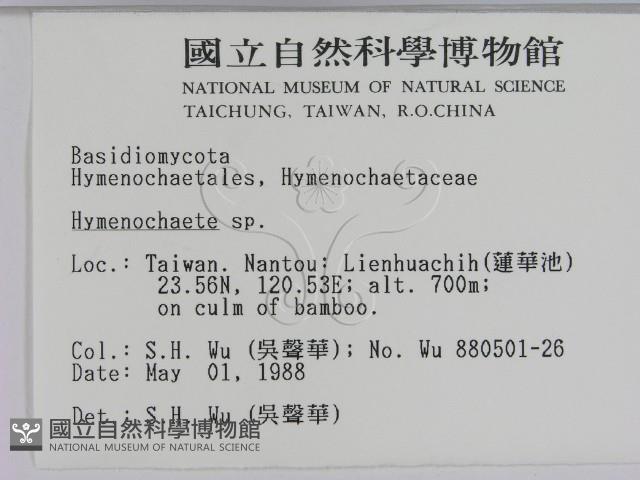 國立自然科學博物館
NATIONAL MUSEUM OF NATURAL SCIENCE
TAICHUNG, TAIWAN, R.O.CHINA
Basidiomycota
Hymenochaetales, Hymenochaetaceae
Hymenochaete sp.
Loc.: Taiwan. Nantou: Lienhuachih(蓮華池)
23.56N, 120.53E; alt. 700m;
on culm of bamboo.
Col.: S.H. Wu (吳聲華); No. Wu 880501-26
Date: May 01, 1988
Det.: S.H. Wu (吳聲華)
國立自然科學博物館
NATIONAL MUSEUM OF NATURAL SCIENCE